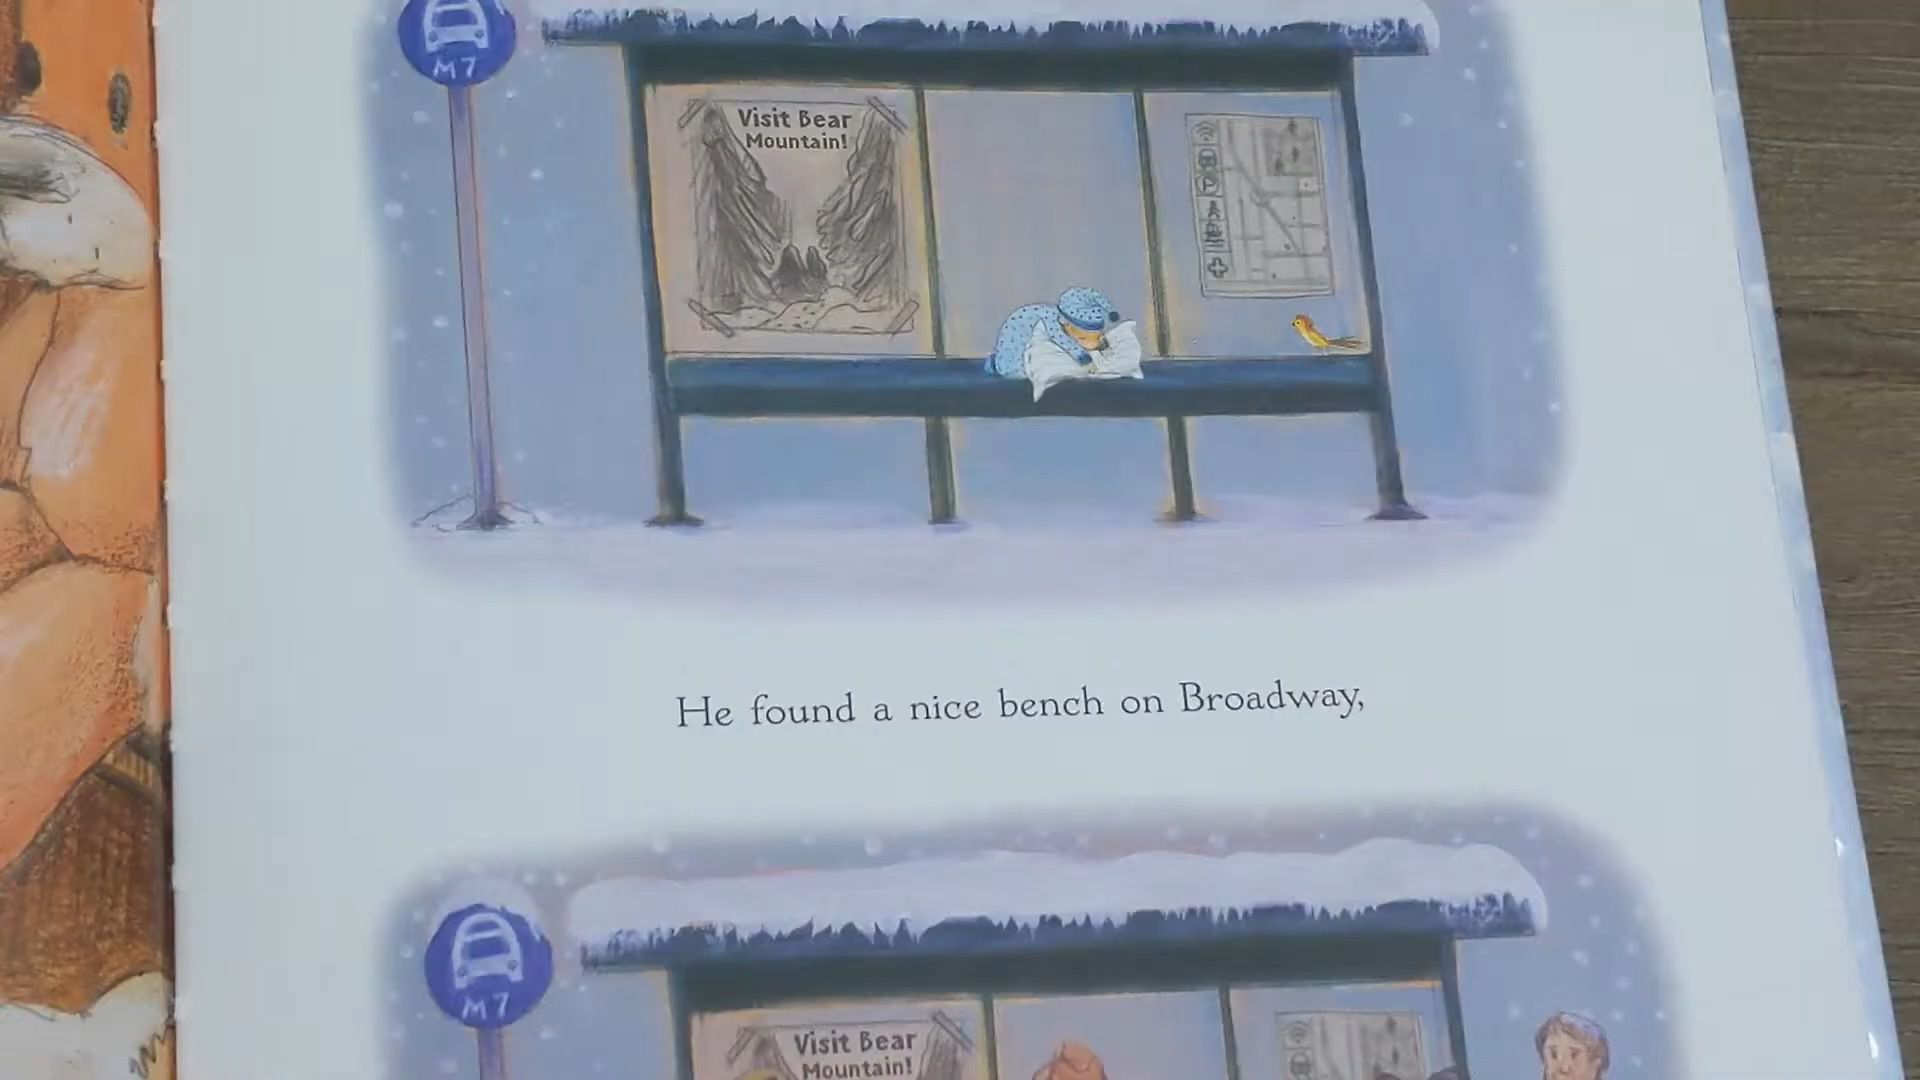 M7
Visit Bear
Mountain!
He found a nice bench on Broadway,
M7
Visit Bear
Mountain!